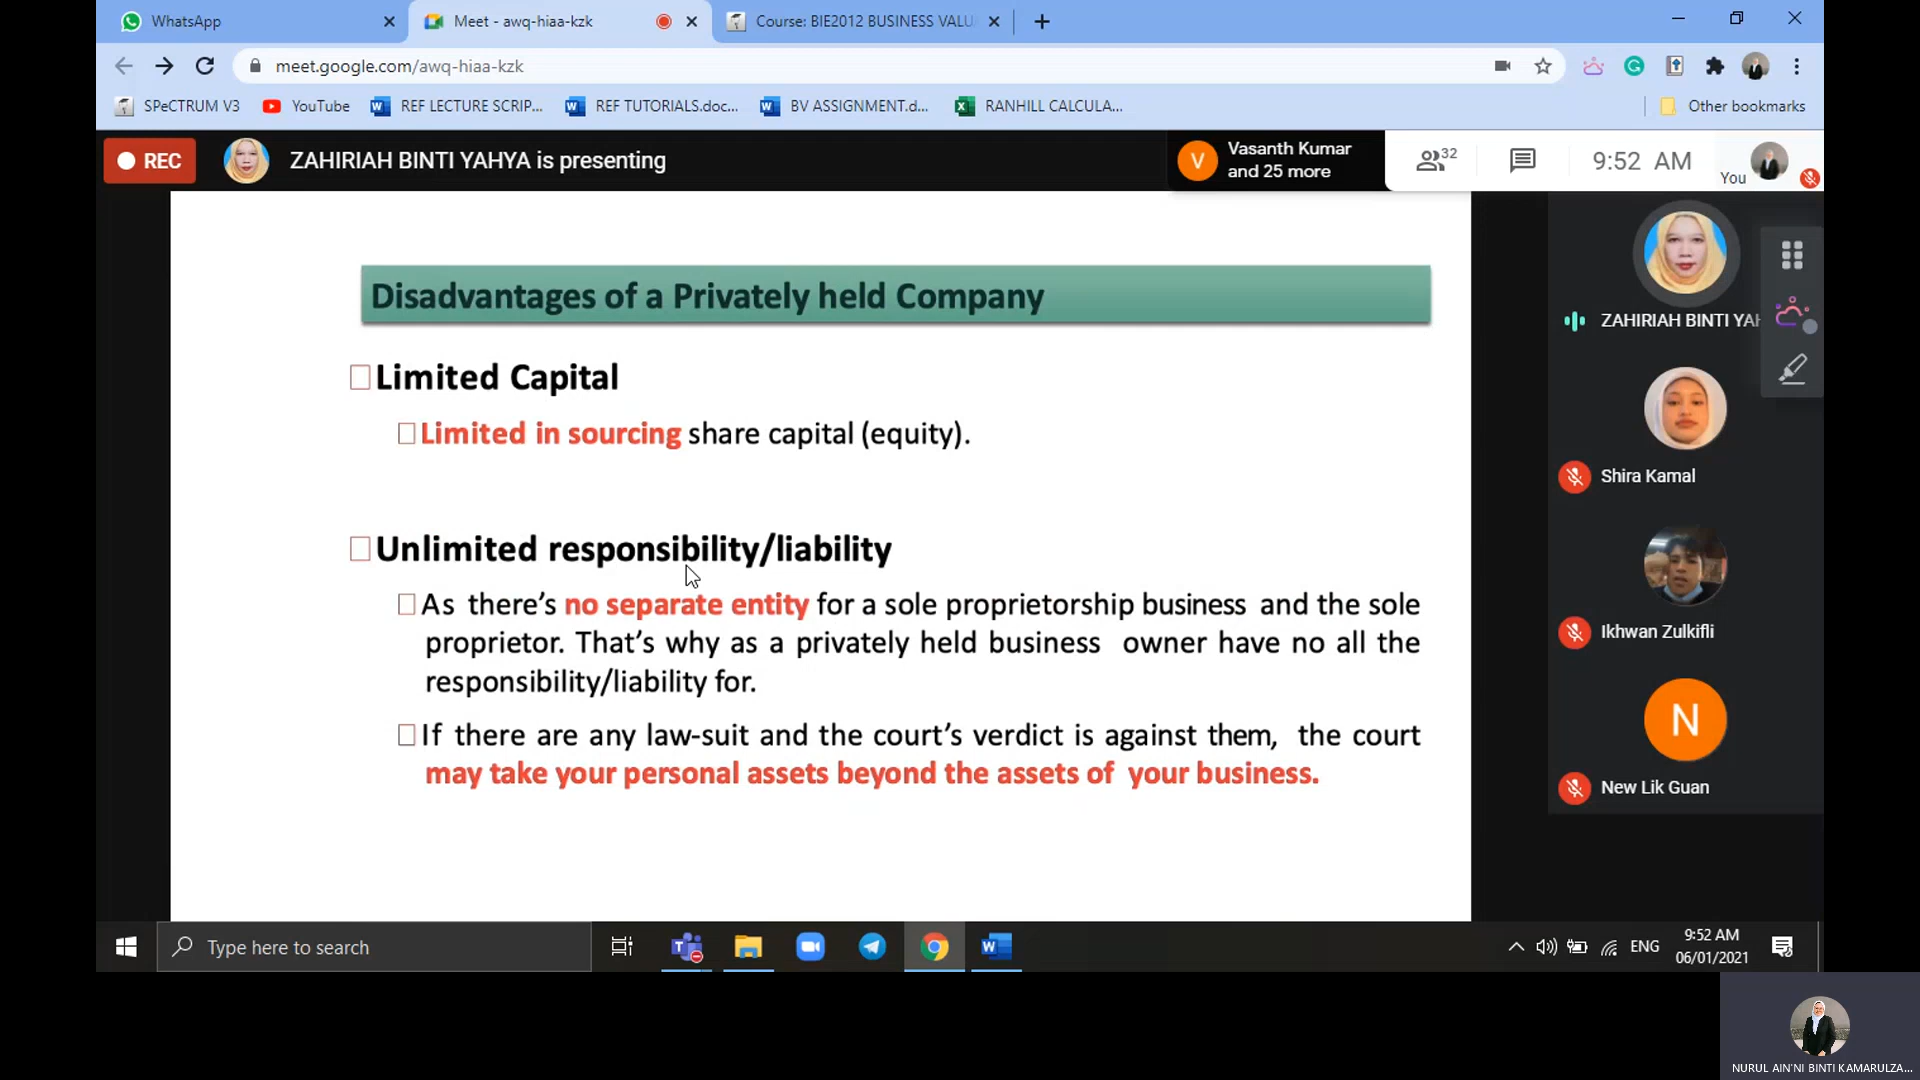 WhatsApp
Meet - awq-hiaa-kzk
Course: BIE2012 BUSINESS VALU
meet.google.com/awq-hiaa-kzk
SPeCTRUM V3
YouTube
REF LECTURE SCRIP...
REF TUTORIALS.doc...
BV ASSIGNMENT.d...
RANHILL CALCULA...
Other bookmarks
REC
ZAHIRIAH BINTI YAHYA is presenting
V
Vasanth Kumar
and 25 more
32
9:52 AM
You
Disadvantages of a Privately held Company
Limited Capital
Limited in sourcing share capital (equity).
Unlimited responsibility/liability
As there’s no separate entity for a sole proprietorship business and the sole
proprietor. That’s why as a privately held business owner have no all the
responsibility/liability for.
If there are any law-suit and the court’s verdict is against them, the court
may take your personal assets beyond the assets of your business.
ZAHIRIAH BINTI YAH
Shira Kamal
Ikhwan Zulkifli
N
New Lik Guan
Type here to search
ENG
9:52 AM
06/01/2021
NURUL AIN'NI BINTI KAMARULZA...